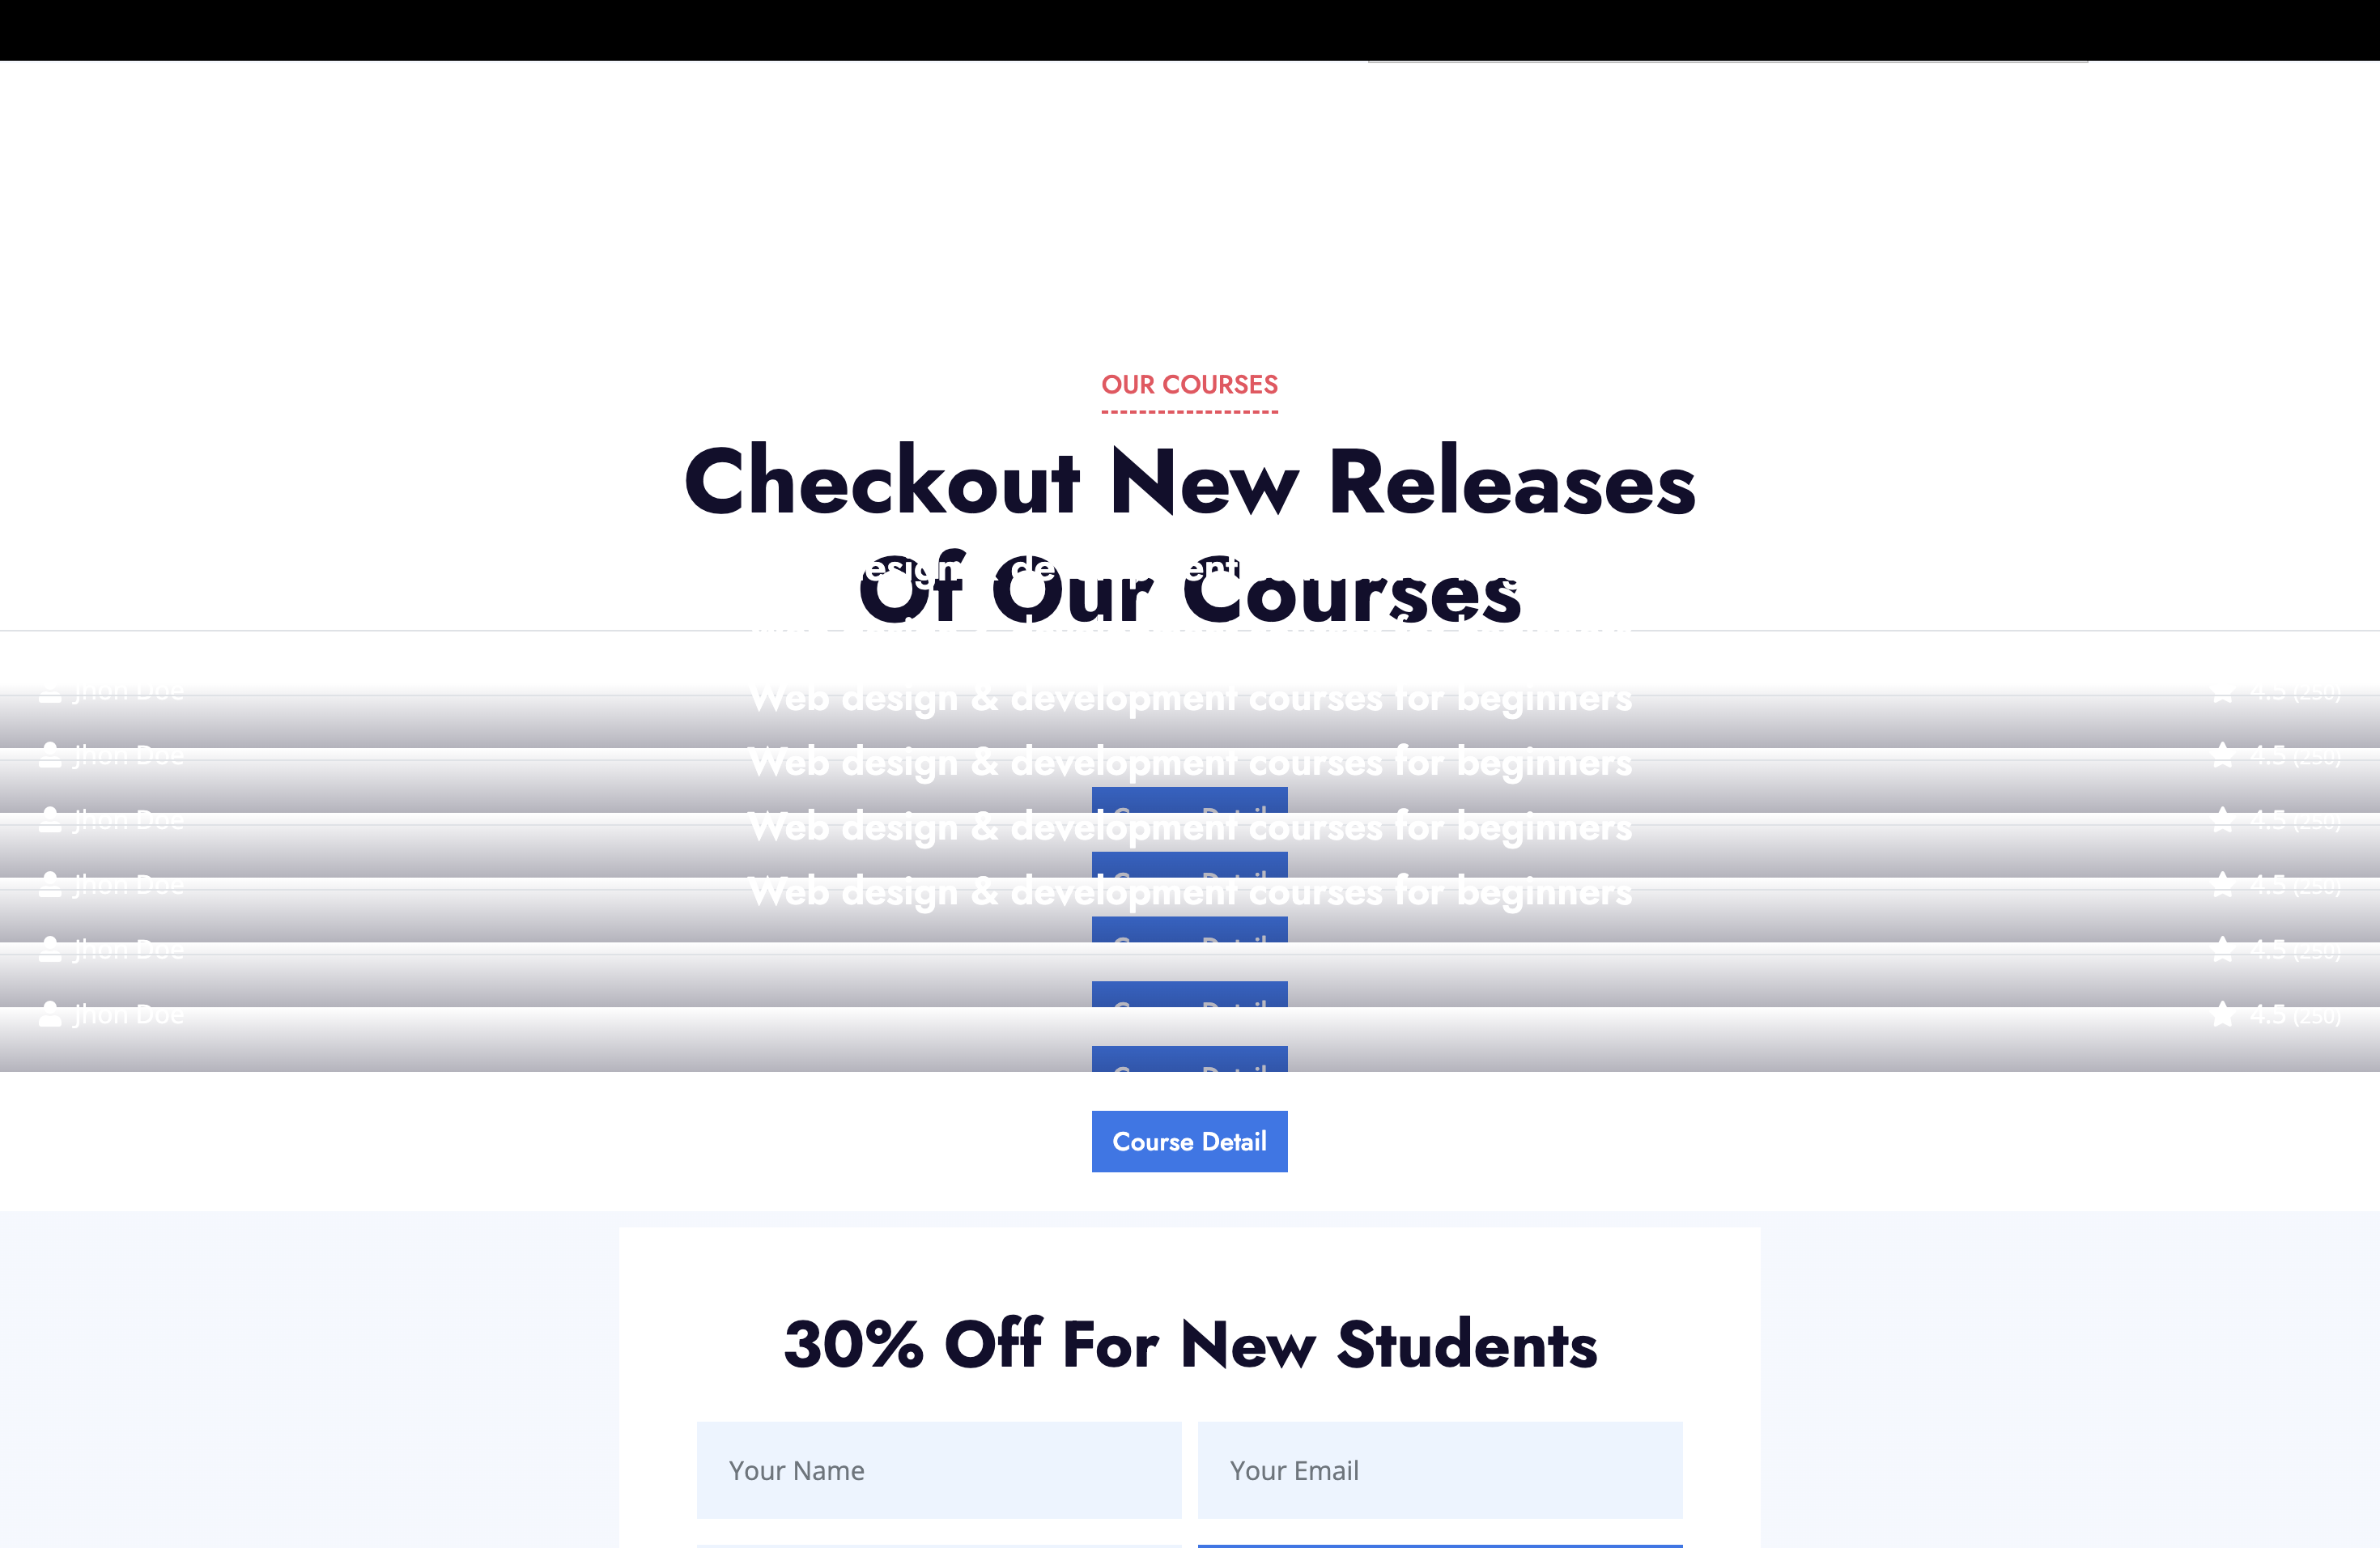 OUR COURSES
Checkout New Releases
Of Our Courses
Jhon Doe
Web design & development courses for beginners
4.5 (250)
Jhon Doe
Web design & development courses for beginners
4.5 (250)
Jhon Doe
Web design & development courses for beginners
4.5 (250)
Jhon Doe
Web design & development courses for beginners
4.5 (250)
Jhon Doe
4.5 (250)
Jhon Doe
4.5 (250)
Course Detail
30% Off For New Students
Your Name
Your Email